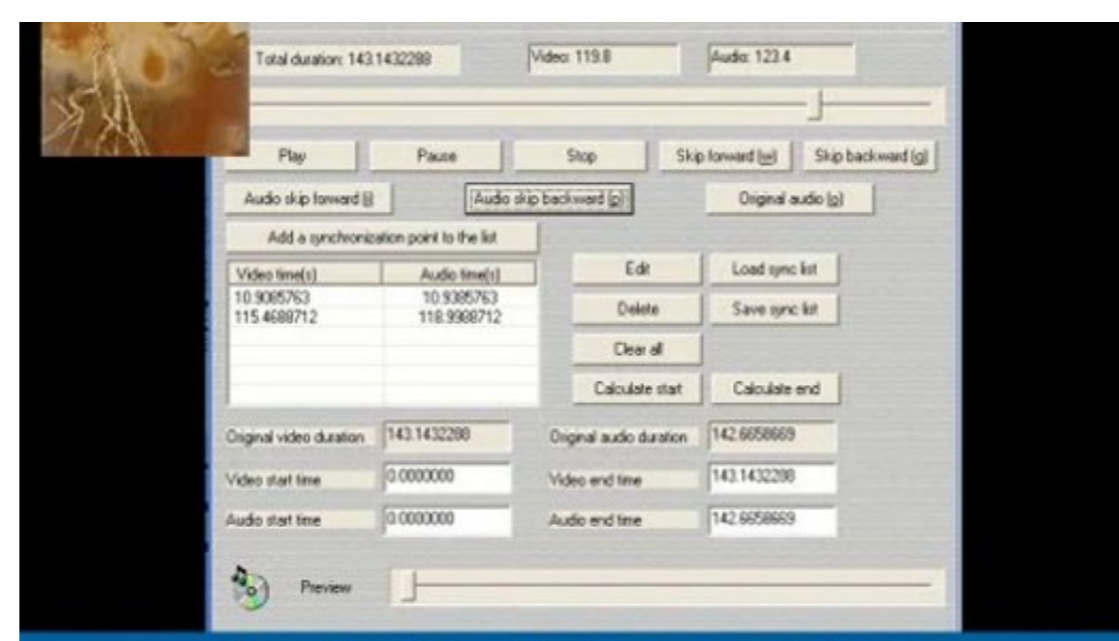 Total duration: 143.1432288 Video: 119.8 Audio: 123.4
Play Pause Stop Skip forward (w) Skip backward (q)
Audio skip forward (i) Audio skip backward (p) Original audio (o)
Add a synchronization point to the list
Video time(s) Audio time(s) Edit Load sync list
10.9085763 10.9385763
115.4688712 118.9988712 Delete Save sync list
Clear all
Calculate start Calculate end
Original video duration 143.1432288 Original audio duration 142.6658669
Video start time 0.0000000 Video end time 143.1432288
Audio start time 0.0000000 Audio end time 142.6658669
Preview